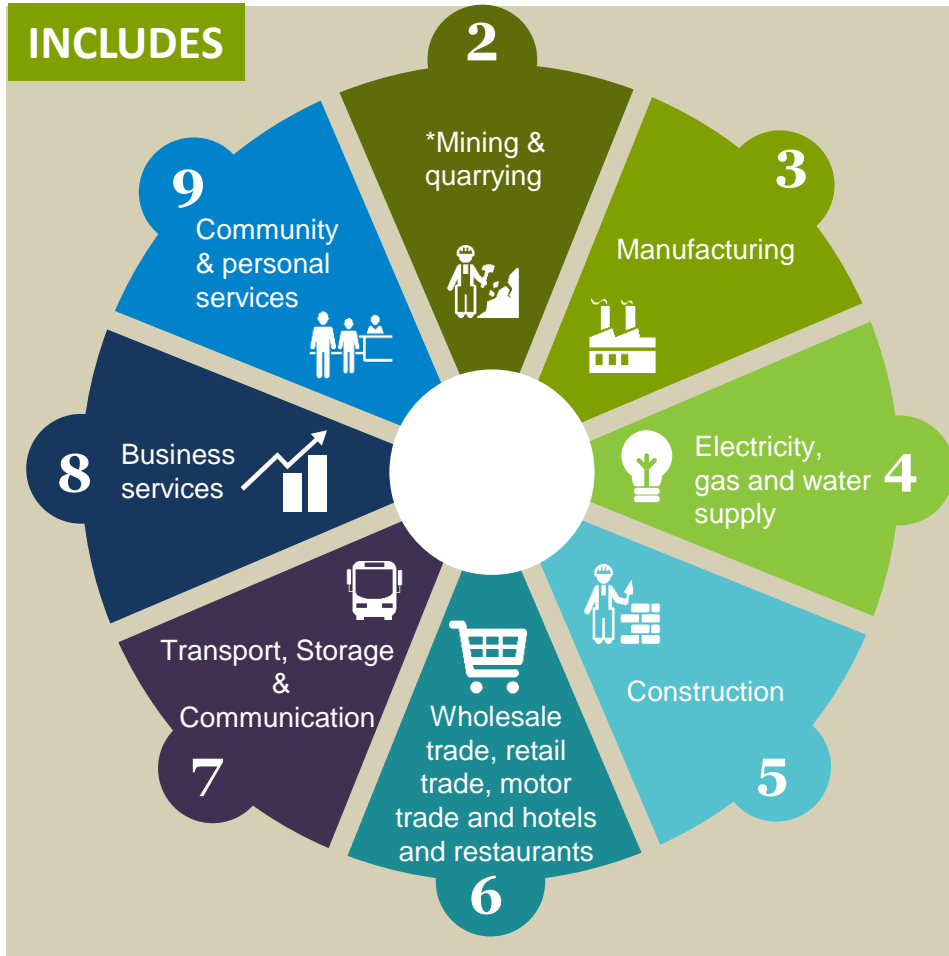 INCLUDES
2
*Mining &
quarrying
3
Manufacturing
4
Electricity,
gas and water
supply
5
Construction
6
Wholesale
trade, retail
trade, motor
trade and hotels
and restaurants
7
Transport, Storage
&
Communication
8
Business
services
9
Community
& personal
services